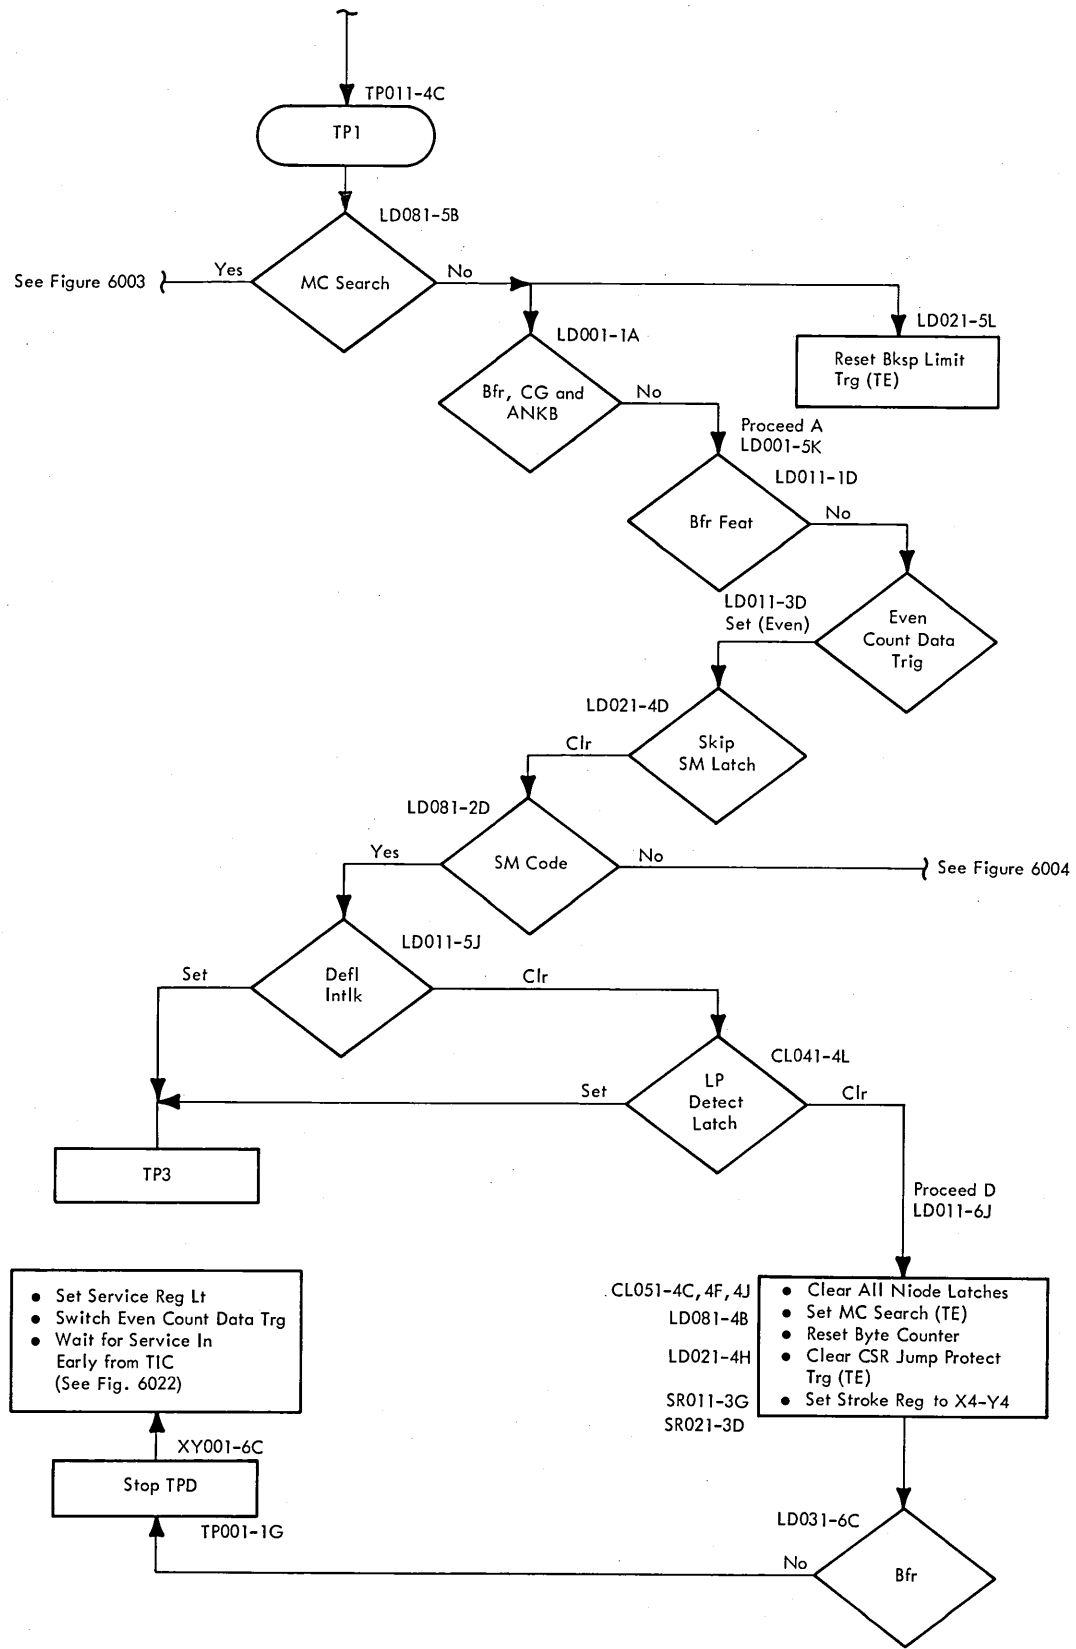 TP011-4C
TP1
LD081-5B
See Figure 6003
Yes
MC Search
No
LD021-5L
LD001-1A
Reset Bksp Limit
Trg (TE)
Bfr, CG and
ANKB
No
Proceed A
LD001-5K
LD011-1D
Bfr Feat
No
LD011-3D
Set (Even)
Even
Count Data
Trig
LD021-4D
Clr
Skip
SM Latch
LD081-2D
Yes
SM Code
No
See Figure 6004
LD011-5J
Set
Defl
Intlk
Clr
CL041-4L
Set
LP
Detect
Latch
Clr
TP3
Proceed D
LD011-6J
• Set Service Reg Lt
• Switch Even Count Data Trg
• Wait for Service In
Early from TIC
(See Fig. 6022)
CL051-4C, 4F, 4J
• Clear All Niode Latches
LD081-4B
• Set MC Search (TE)
• Reset Byte Counter
LD021-4H
• Clear CSR Jump Protect
Trg (TE)
SR011-3G
• Set Stroke Reg to X4-Y4
SR021-3D
XY001-6C
Stop TPD
TP001-1G
LD031-6C
No
Bfr